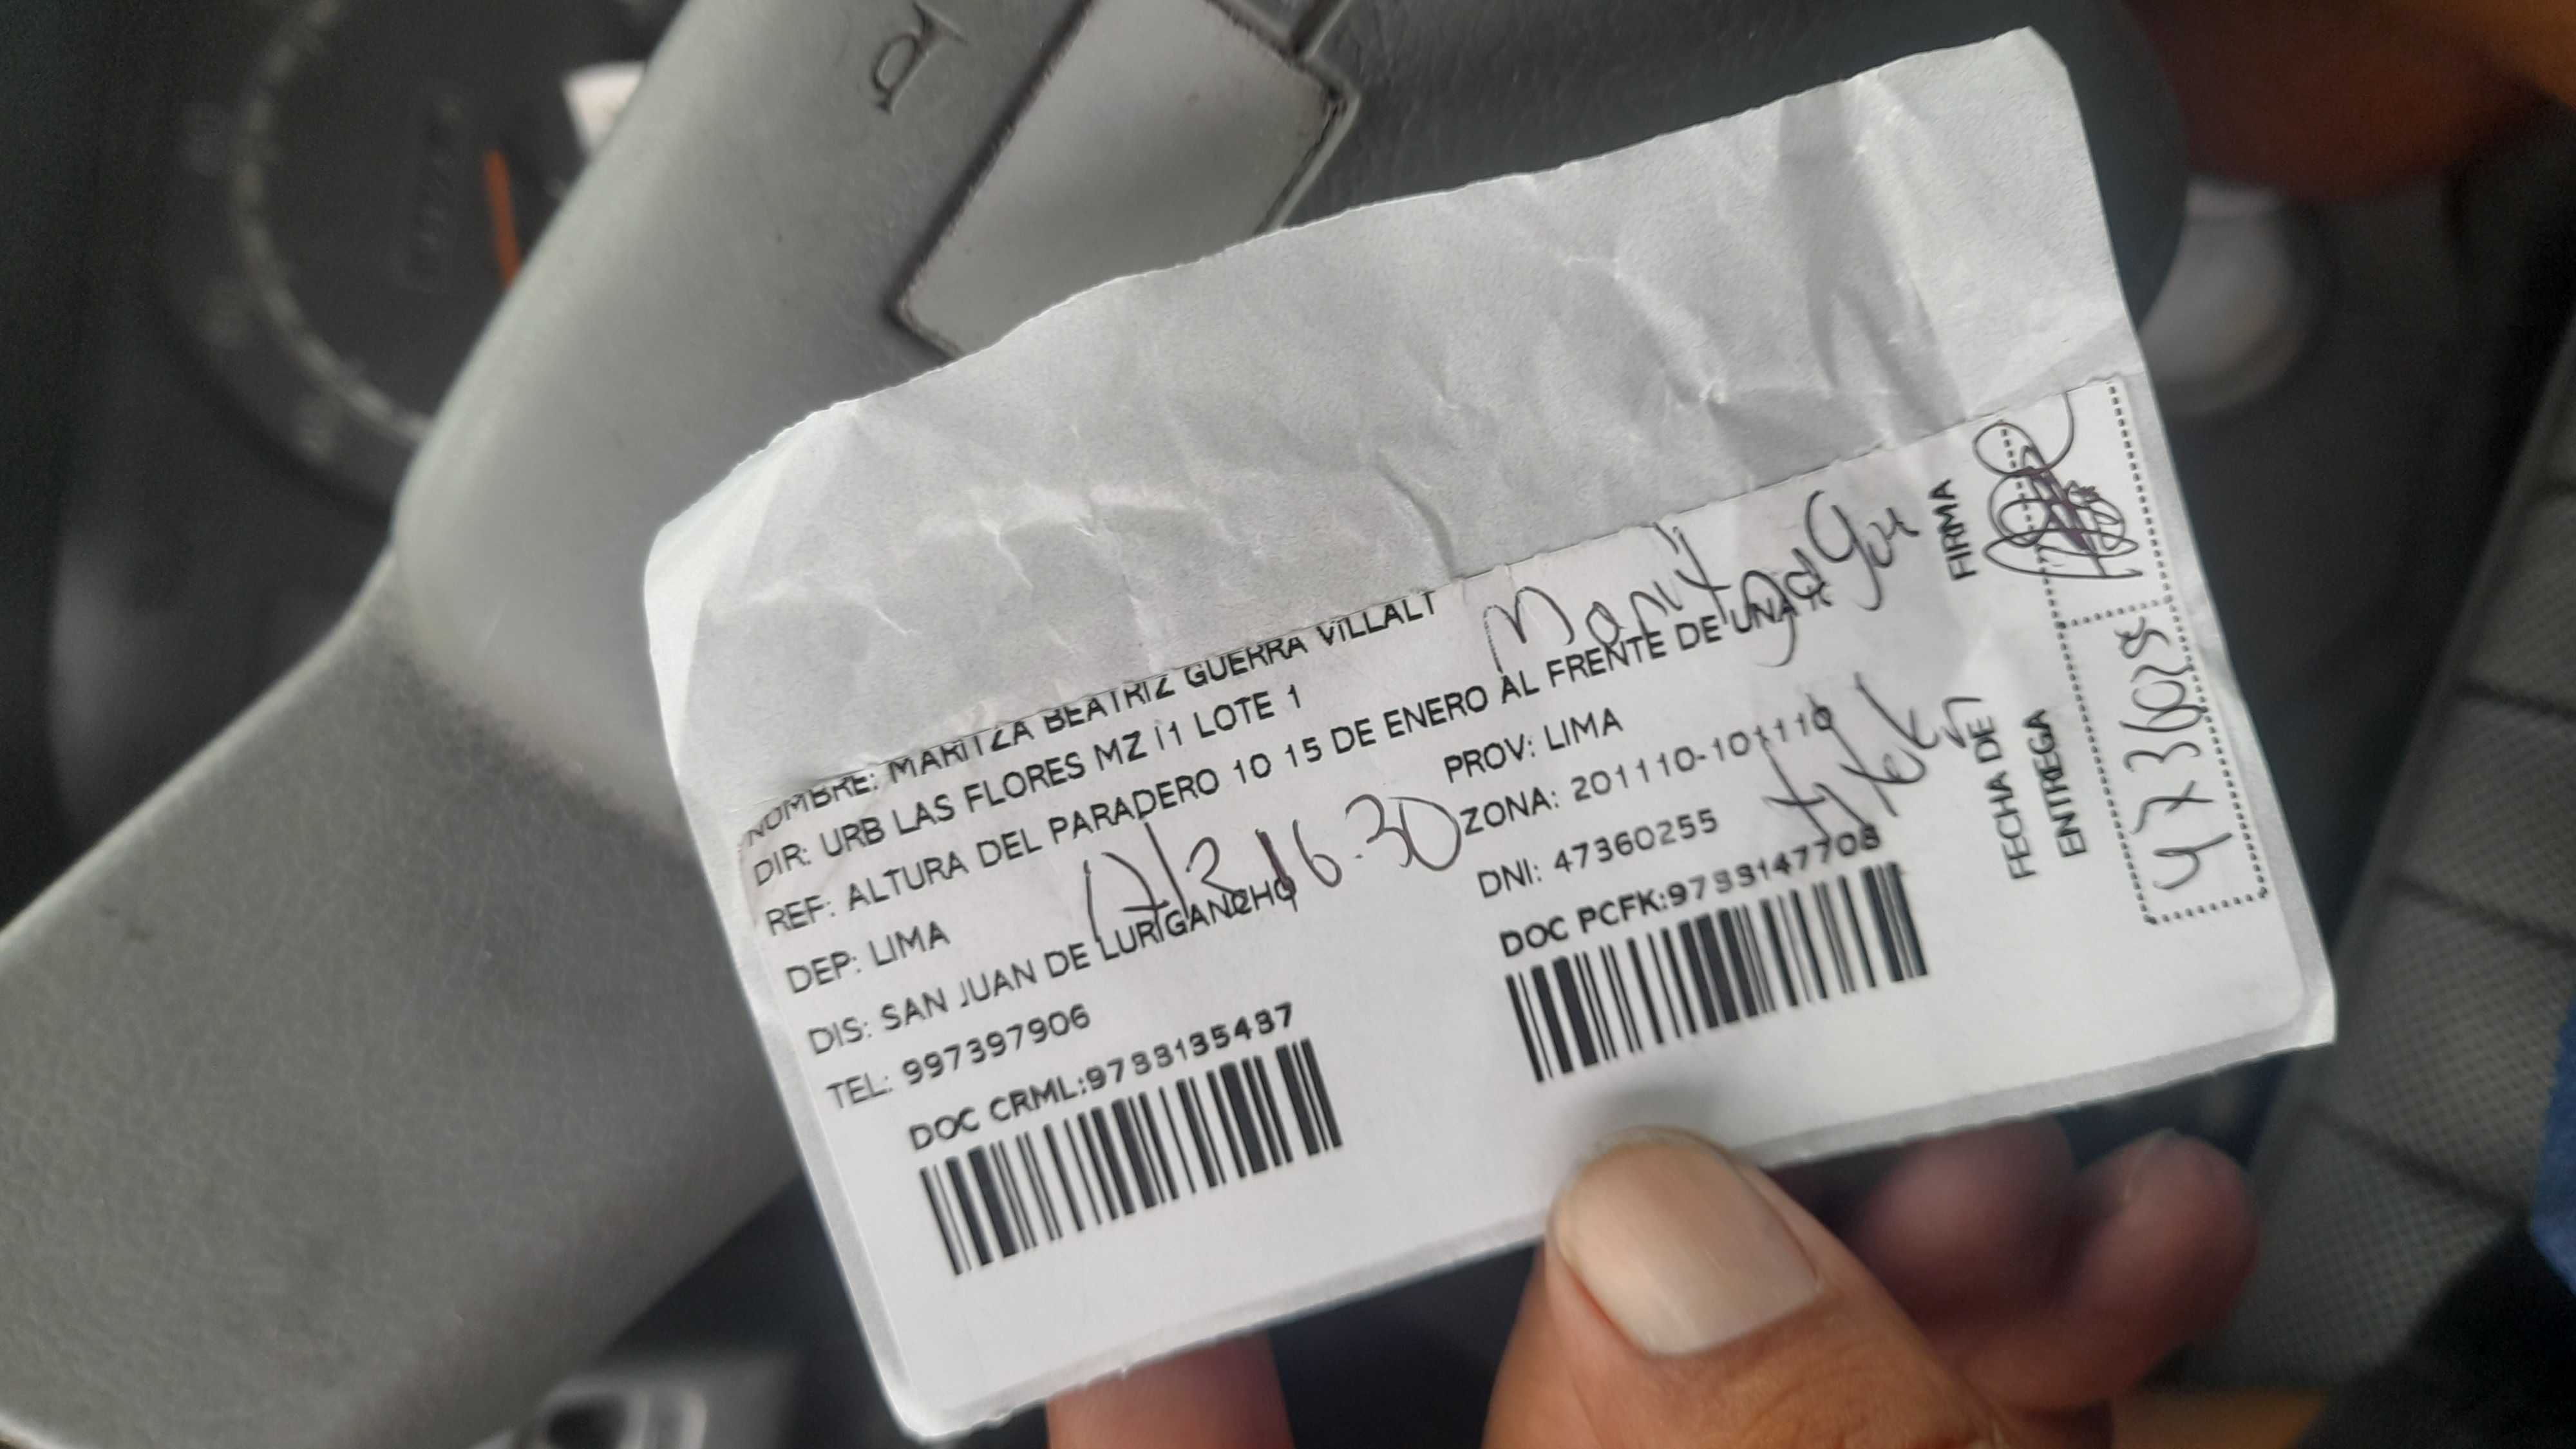 NOMBRE: MARITZA BEATRIZ GUERRA VILLALT
DIR: URB LAS FLORES MZ i1 LOTE 1
REF: ALTURA DEL PARADERO 10 15 DE ENERO AL FRENTE DE UNA
DEP: LIMA
PROV: LIMA
DIS: SAN JUAN DE LURIGANCHO
ZONA: 201110-101110
TEL: 997397906
DNI: 47360255
DOC CRML:9788135437
DOC PCFK:9788147708
16.30
FIRMA
FECHA DE
ENTREGA